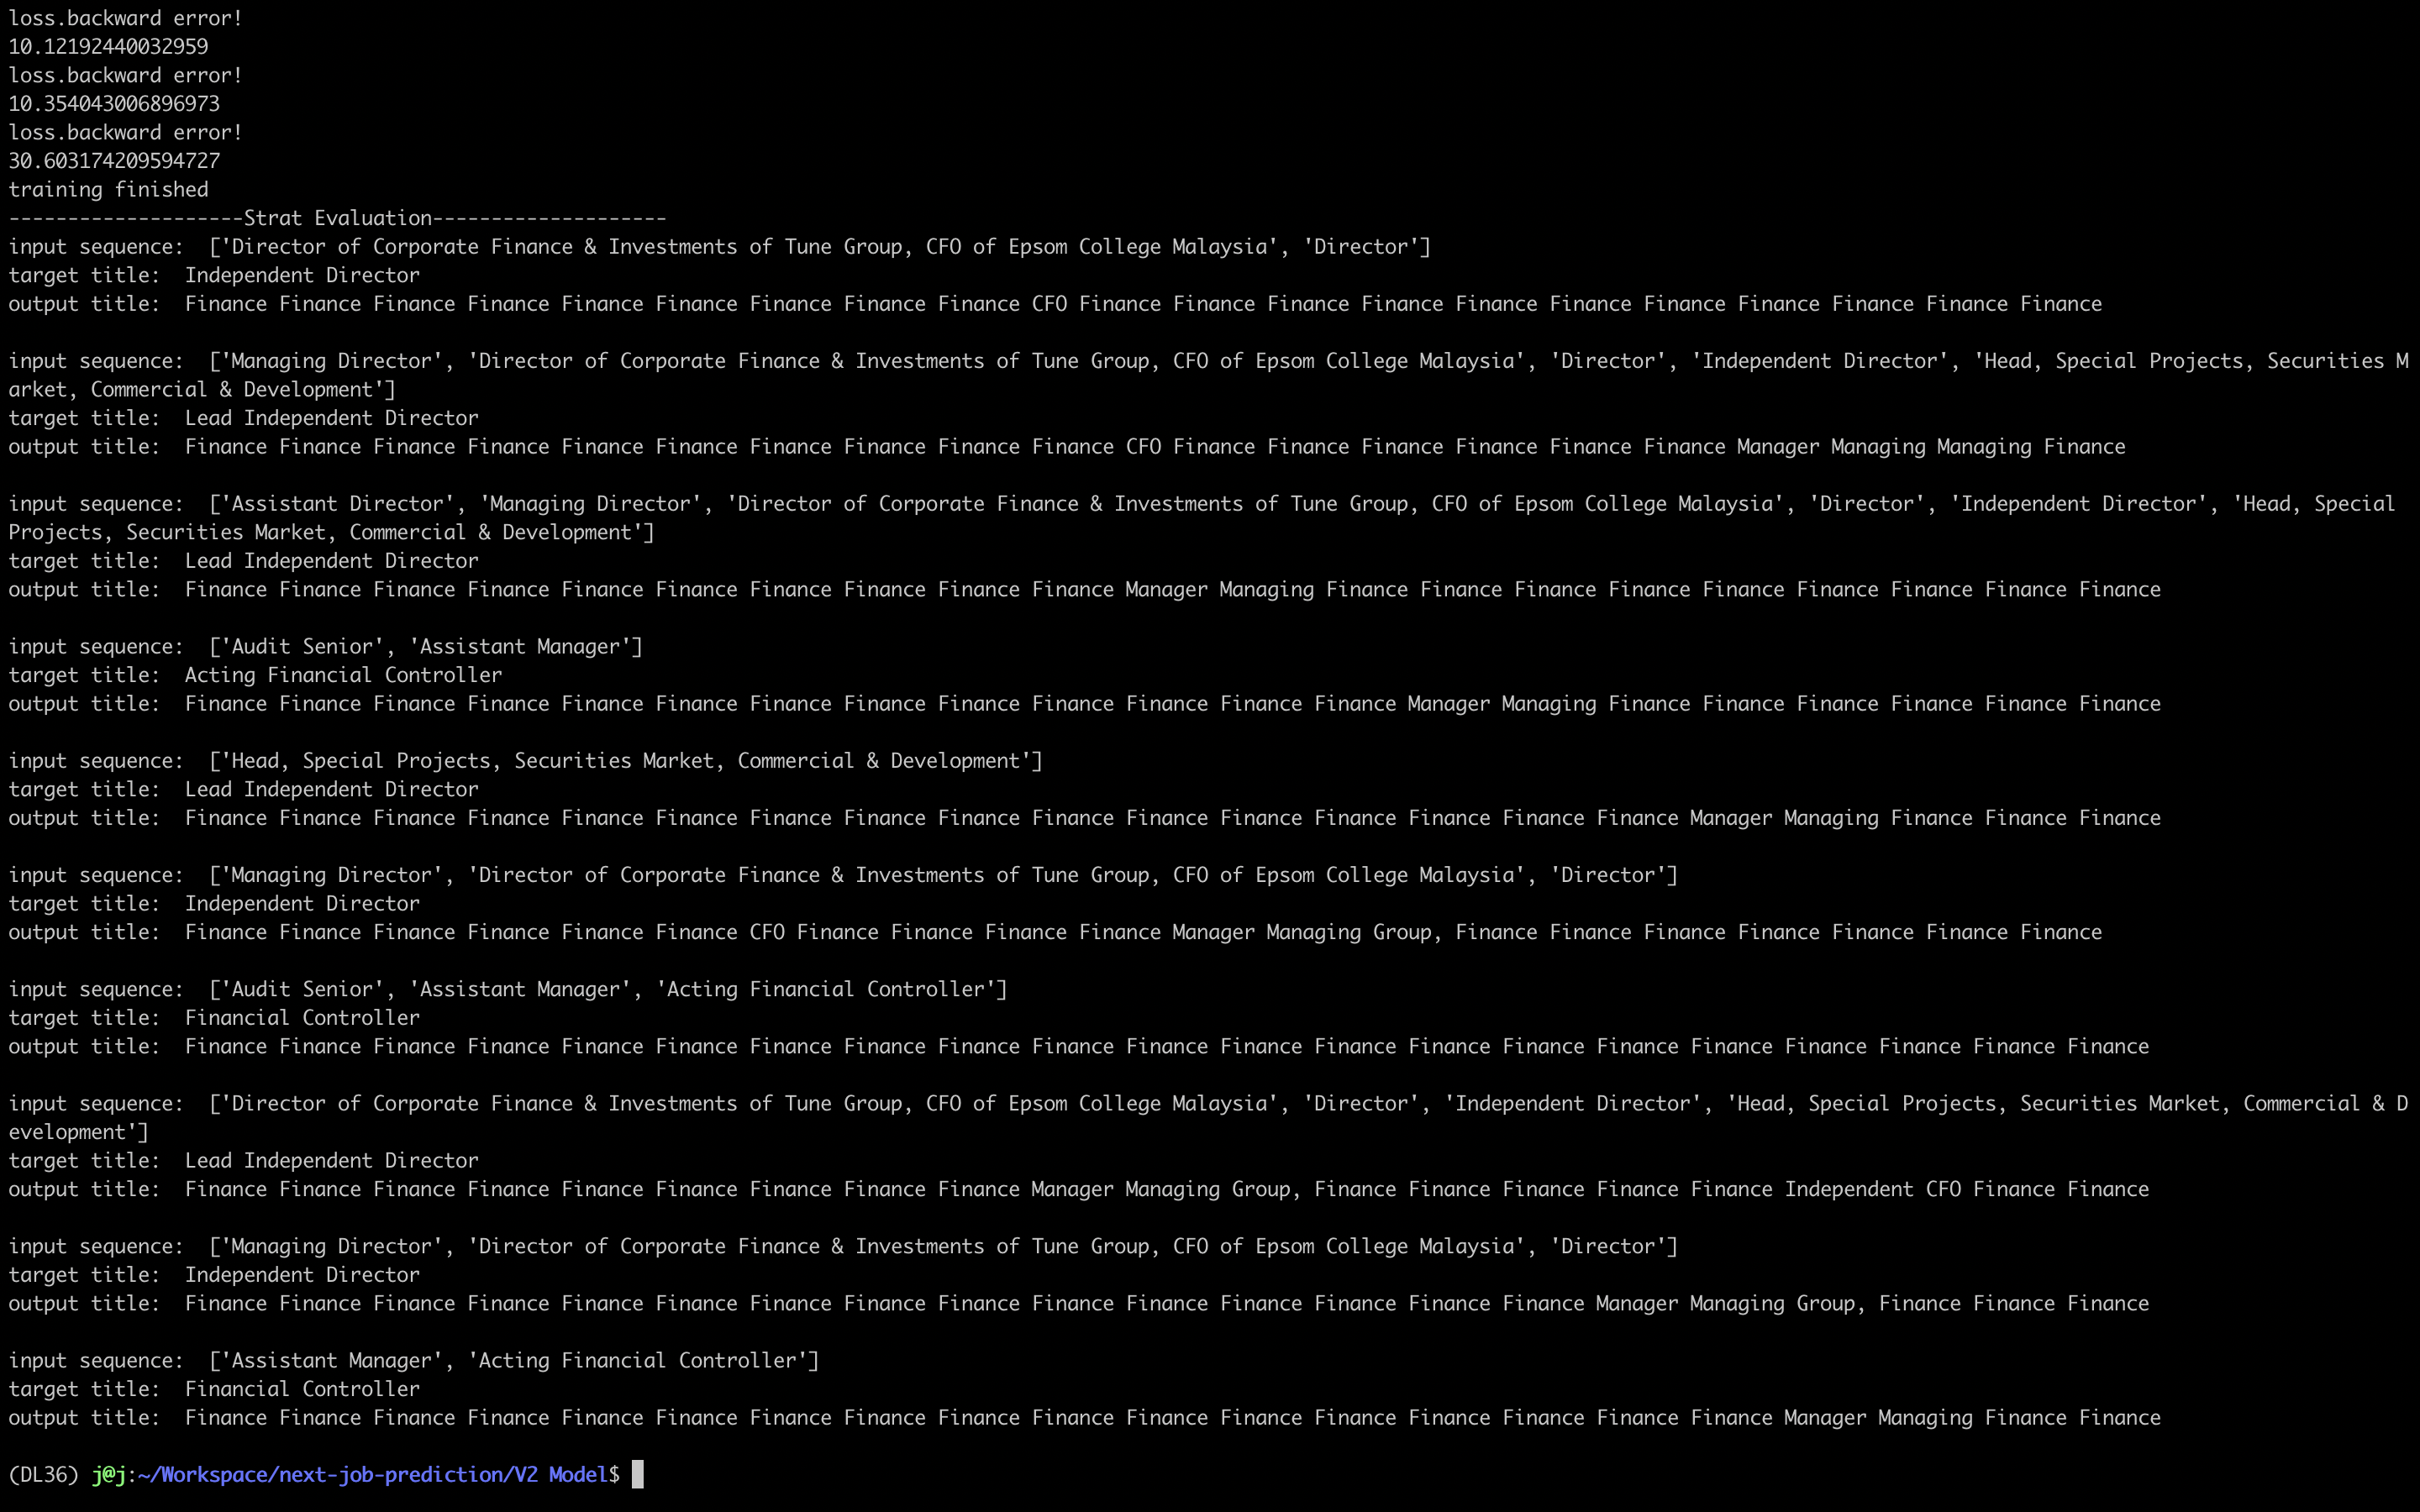 loss.backward error!
10.12192440032959
loss.backward error!
10.354043006896973
loss.backward error!
30.603174209594727
training finished
--------------------Strat Evaluation--------------------
input sequence:  ['Director of Corporate Finance & Investments of Tune Group, CFO of Epsom College Malaysia', 'Director']
target title:  Independent Director
output title:  Finance Finance Finance Finance Finance Finance Finance Finance Finance CFO Finance Finance Finance Finance Finance Finance Finance Finance Finance Finance Finance

input sequence:  ['Managing Director', 'Director of Corporate Finance & Investments of Tune Group, CFO of Epsom College Malaysia', 'Director', 'Independent Director', 'Head, Special Projects, Securities M
arket, Commercial & Development']
target title:  Lead Independent Director
output title:  Finance Finance Finance Finance Finance Finance Finance Finance Finance Finance CFO Finance Finance Finance Finance Finance Finance Manager Managing Managing Finance

input sequence:  ['Assistant Director', 'Managing Director', 'Director of Corporate Finance & Investments of Tune Group, CFO of Epsom College Malaysia', 'Director', 'Independent Director', 'Head, Special
Projects, Securities Market, Commercial & Development']
target title:  Lead Independent Director
output title:  Finance Finance Finance Finance Finance Finance Finance Finance Finance Finance Manager Managing Finance Finance Finance Finance Finance Finance Finance Finance Finance

input sequence:  ['Audit Senior', 'Assistant Manager']
target title:  Acting Financial Controller
output title:  Finance Finance Finance Finance Finance Finance Finance Finance Finance Finance Finance Finance Finance Manager Managing Finance Finance Finance Finance Finance Finance

input sequence:  ['Head, Special Projects, Securities Market, Commercial & Development']
target title:  Lead Independent Director
output title:  Finance Finance Finance Finance Finance Finance Finance Finance Finance Finance Finance Finance Finance Finance Finance Finance Manager Managing Finance Finance Finance

input sequence:  ['Managing Director', 'Director of Corporate Finance & Investments of Tune Group, CFO of Epsom College Malaysia', 'Director']
target title:  Independent Director
output title:  Finance Finance Finance Finance Finance Finance CFO Finance Finance Finance Finance Manager Managing Group, Finance Finance Finance Finance Finance Finance Finance

input sequence:  ['Audit Senior', 'Assistant Manager', 'Acting Financial Controller']
target title:  Financial Controller
output title:  Finance Finance Finance Finance Finance Finance Finance Finance Finance Finance Finance Finance Finance Finance Finance Finance Finance Finance Finance Finance Finance

input sequence:  ['Director of Corporate Finance & Investments of Tune Group, CFO of Epsom College Malaysia', 'Director', 'Independent Director', 'Head, Special Projects, Securities Market, Commercial & D
evelopment']
target title:  Lead Independent Director
output title:  Finance Finance Finance Finance Finance Finance Finance Finance Finance Manager Managing Group, Finance Finance Finance Finance Finance Independent CFO Finance Finance

input sequence:  ['Managing Director', 'Director of Corporate Finance & Investments of Tune Group, CFO of Epsom College Malaysia', 'Director']
target title:  Independent Director
output title:  Finance Finance Finance Finance Finance Finance Finance Finance Finance Finance Finance Finance Finance Finance Finance Manager Managing Group, Finance Finance Finance

input sequence:  ['Assistant Manager', 'Acting Financial Controller']
target title:  Financial Controller
output title:  Finance Finance Finance Finance Finance Finance Finance Finance Finance Finance Finance Finance Finance Finance Finance Finance Finance Manager Managing Finance Finance

(DL36) j@j:~/Workspace/next-job-prediction/V2 Model$